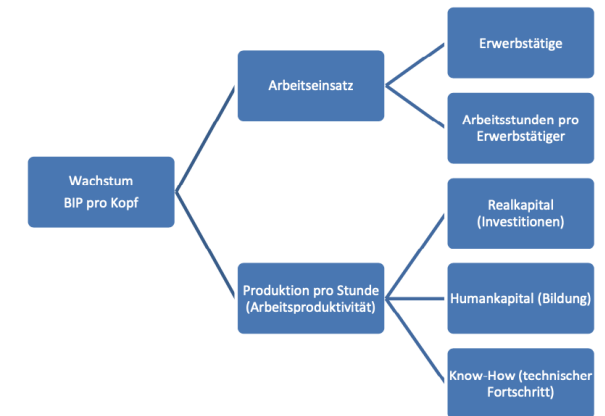 Wachstum
BIP pro Kopf
Arbeitseinsatz
Erwerbstätige
Arbeitsstunden pro
Erwerbstätiger
Produktion pro Stunde
(Arbeitsproduktivität)
Realkapital
(Investitionen)
Humankapital (Bildung)
Know-How (technischer
Fortschritt)